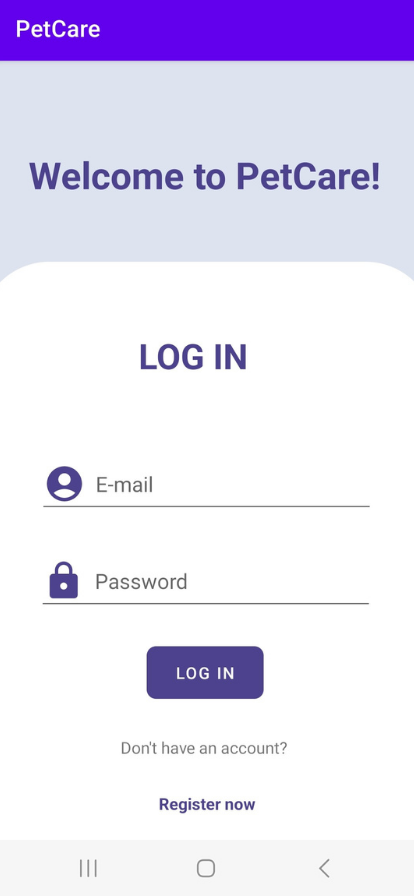 PetCare
Welcome to PetCare!
LOG IN
E-mail
Password
LOG IN
Don't have an account?
Register now